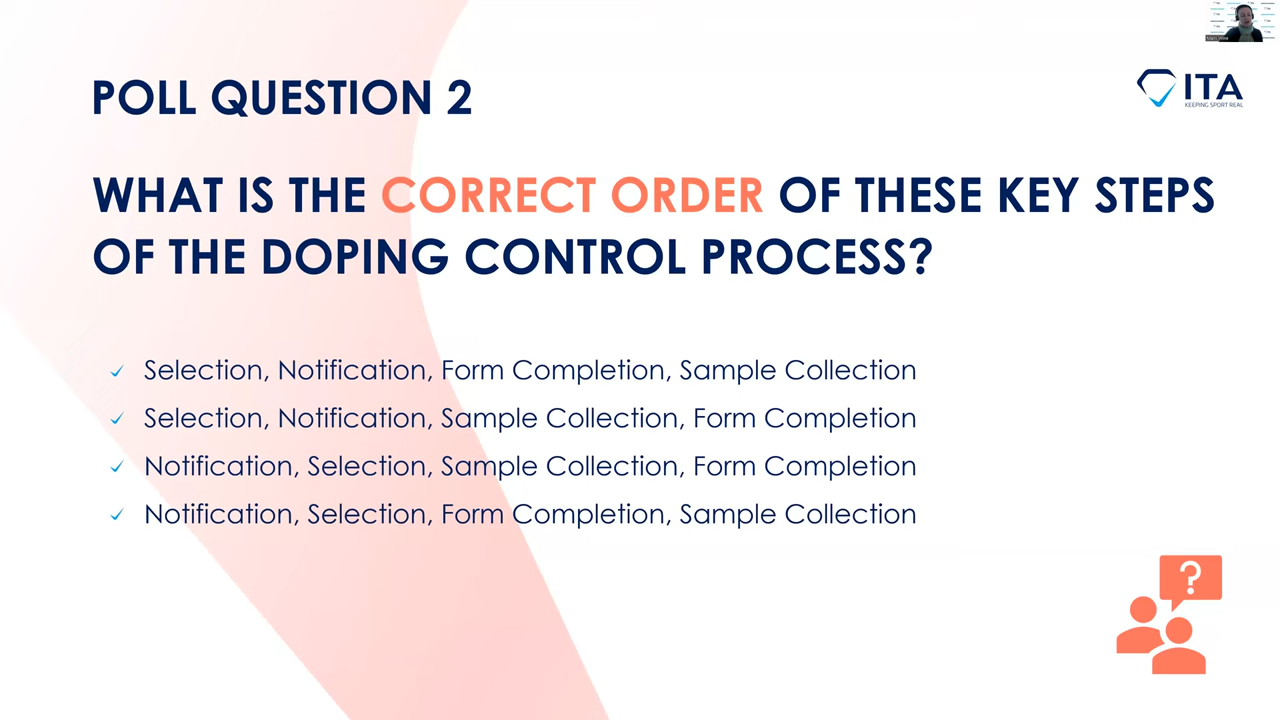 POLL QUESTION 2
ITA
KEEPING SPORT REAL
WHAT IS THE CORRECT ORDER OF THESE KEY STEPS
OF THE DOPING CONTROL PROCESS?
Selection, Notification, Form Completion, Sample Collection
Selection, Notification, Sample Collection, Form Completion
Notification, Selection, Sample Collection, Form Completion
Notification, Selection, Form Completion, Sample Collection
?